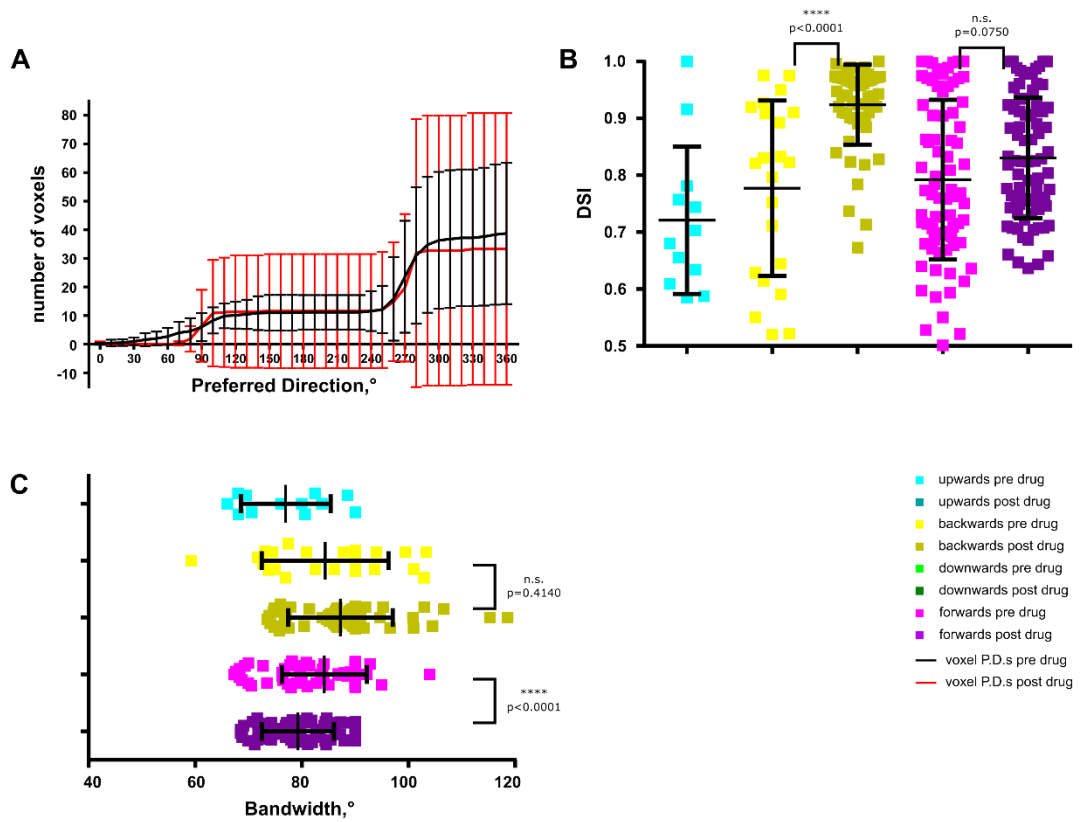 A
number of voxels
80
70
60
50
40
30
20
10
0
-10
0 30 60 90 120 150 180 210 240 270 300 330 360
Preferred Direction,°
B
****
p<0.0001
n.s.
p=0.0750
DSI
1.0
0.9
0.8
0.7
0.6
0.5
C
n.s.
p=0.4140
****
p<0.0001
40 60 80 100 120
Bandwidth,°
upwards pre drug
upwards post drug
backwards pre drug
backwards post drug
downwards pre drug
downwards post drug
forwards pre drug
forwards post drug
voxel P.D.s pre drug
voxel P.D.s post drug